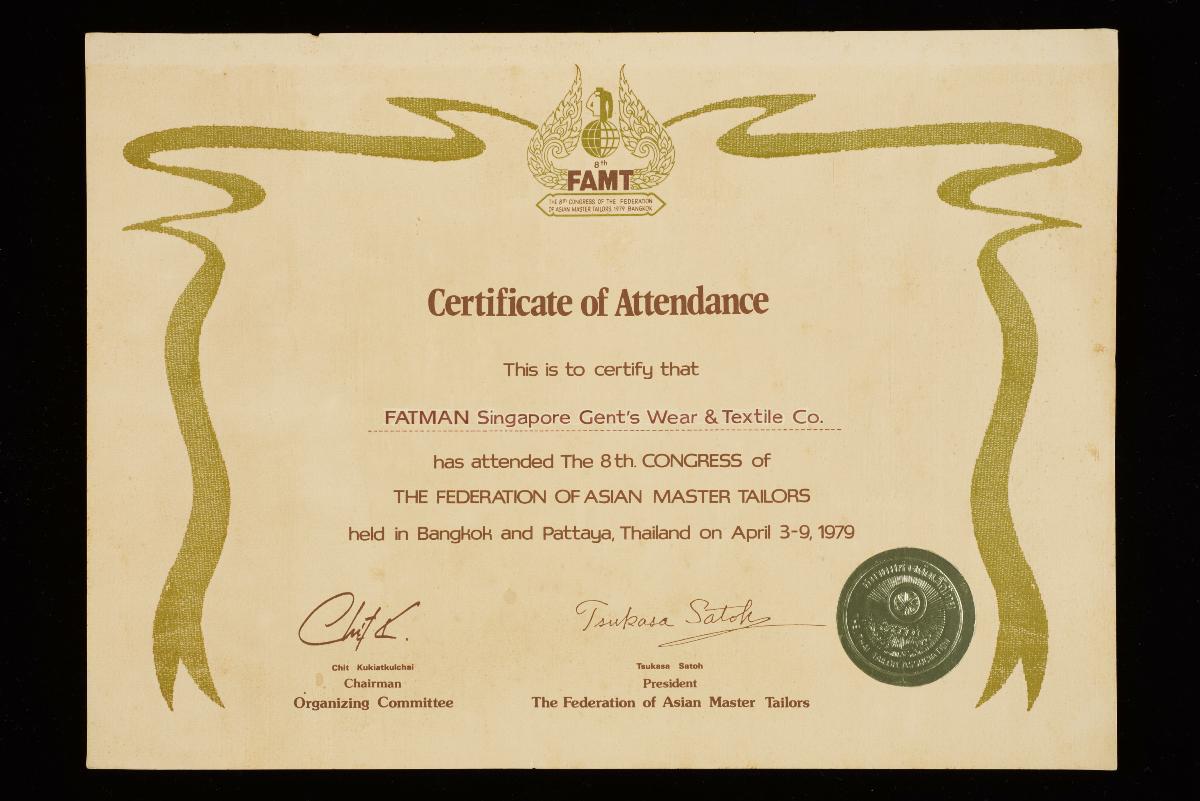 8th
FAMT
THE 8th CONGRESS OF THE FEDERATION
OF ASIAN MASTER TAILORS 1979 BANGKOK
Certificate of Attendance
This is to certify that
FATMAN Singapore Gent's Wear & Textile Co.
has attended The 8th. CONGRESS of
THE FEDERATION OF ASIAN MASTER TAILORS
held in Bangkok and Pattaya, Thailand on April 3-9, 1979
Chit K.
Tsukasa Satoh
Chit Kukiatkulchai
Chairman
Organizing Committee
Tsukasa Satoh
President
The Federation of Asian Master Tailors
TAILOR ASSOCIATION